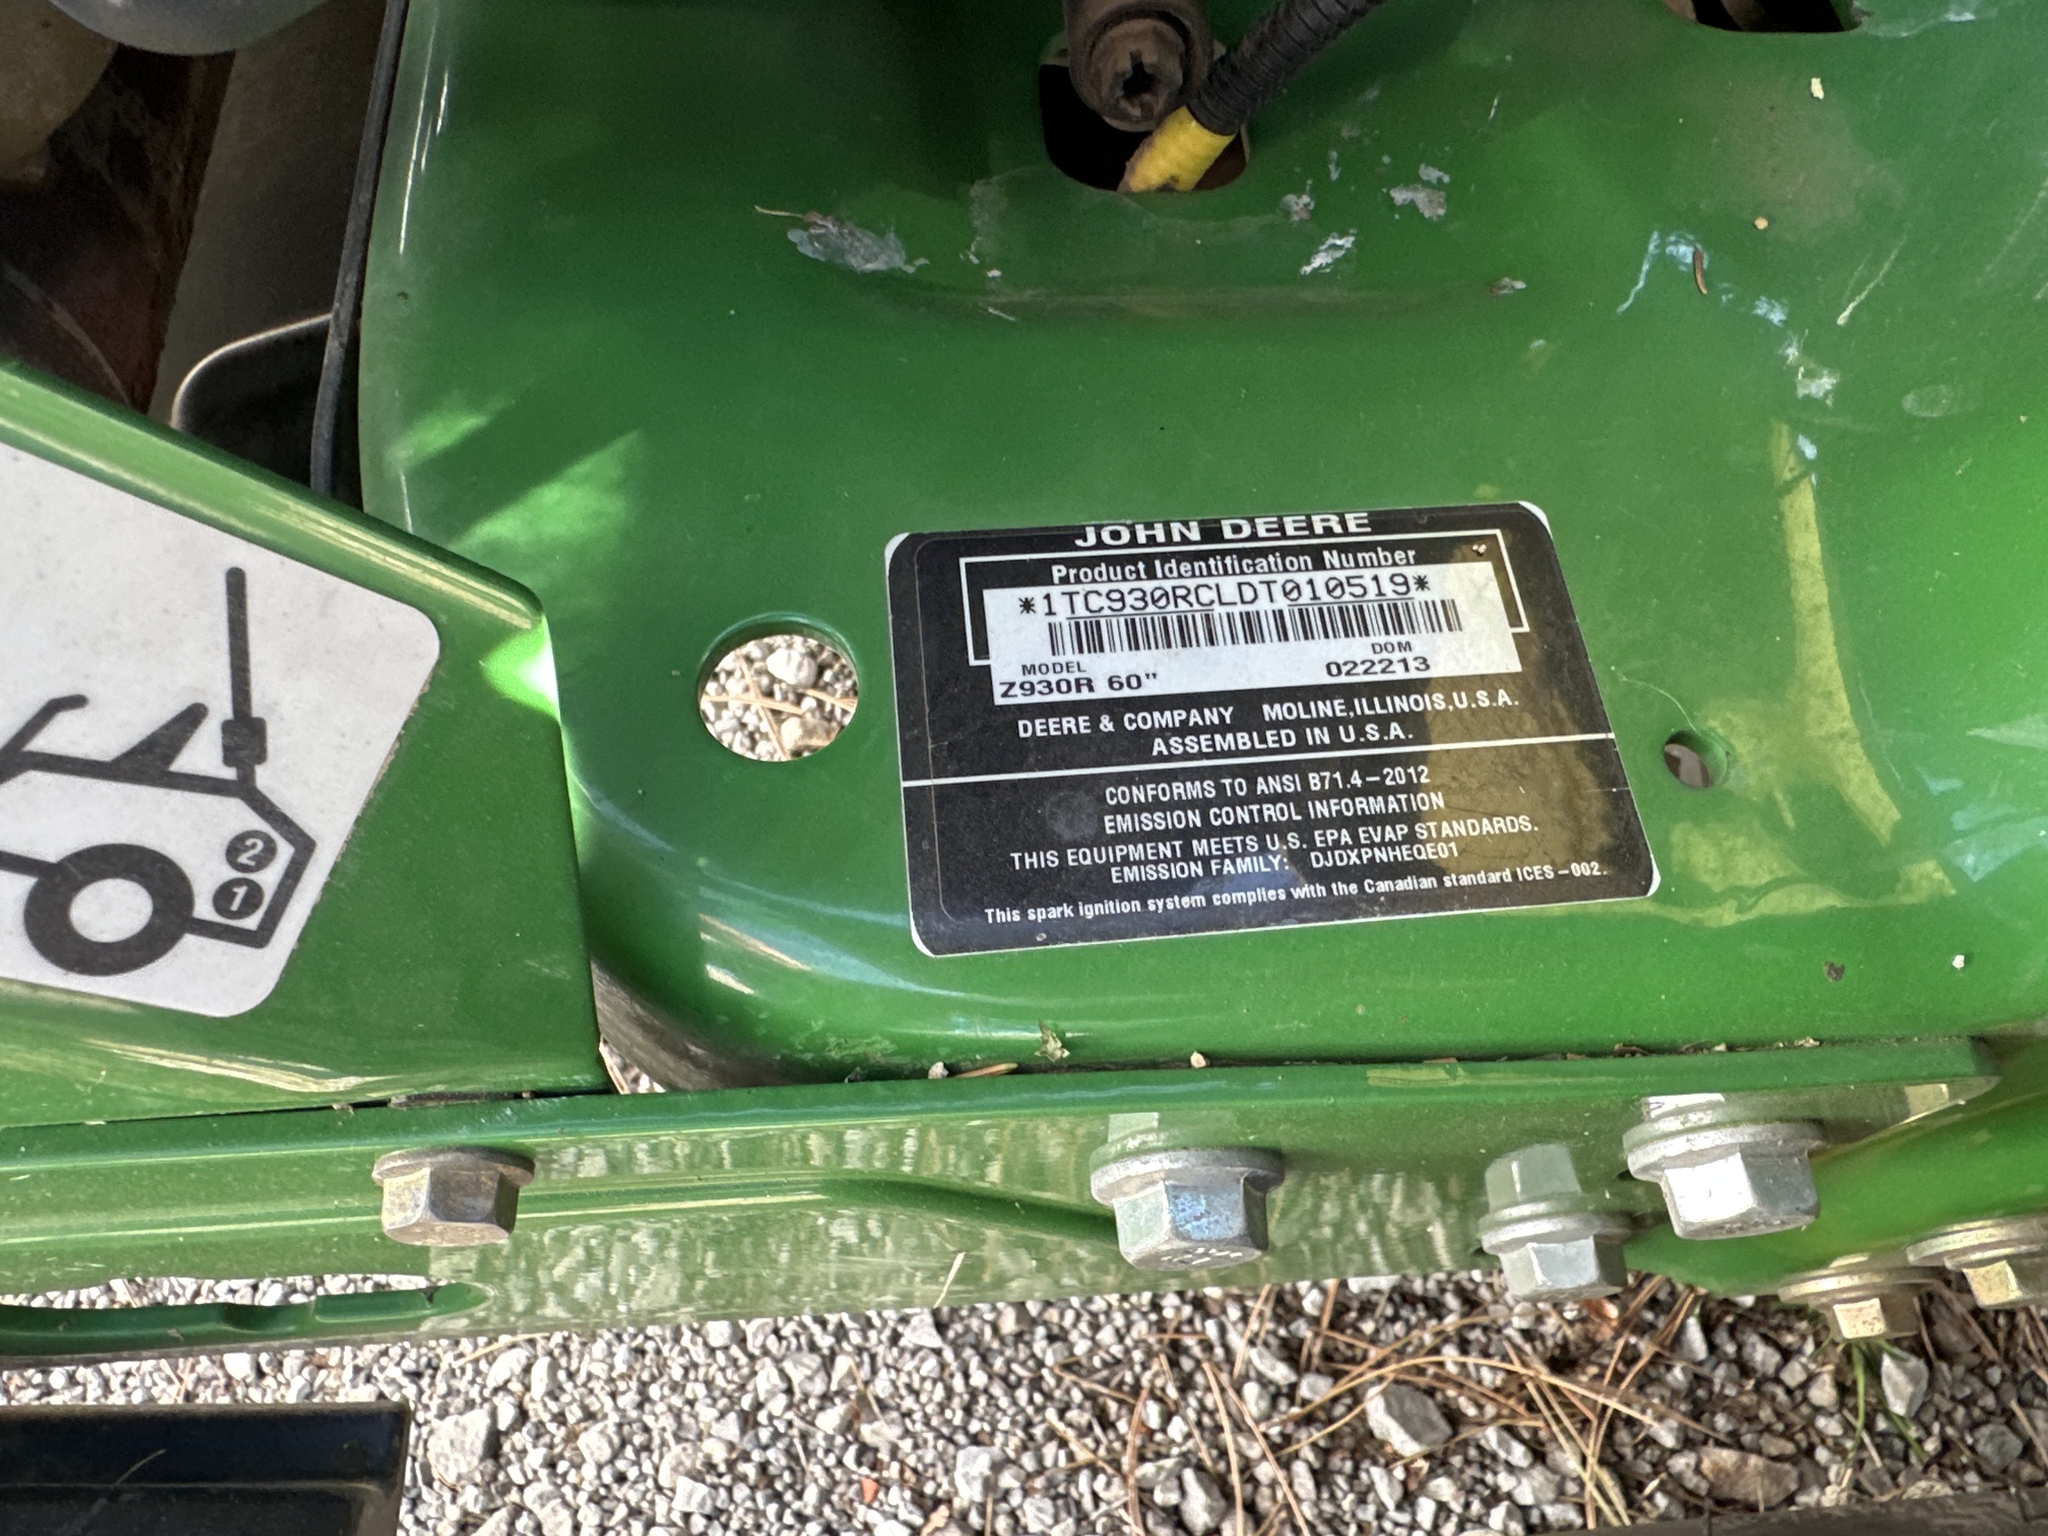 JOHN DEERE
Product Identification Number
*1TC930RCLDT010519*
MODEL DOM
Z930R 60" 022213
DEERE & COMPANY MOLINE, ILLINOIS, U.S.A.
ASSEMBLED IN U.S.A.
CONFORMS TO ANSI B71.4-2012
EMISSION CONTROL INFORMATION
THIS EQUIPMENT MEETS U.S. EPA EVAP STANDARDS.
EMISSION FAMILY: DJDXPNHEQE01
This spark ignition system complies with the Canadian standard ICES-002.
2
1